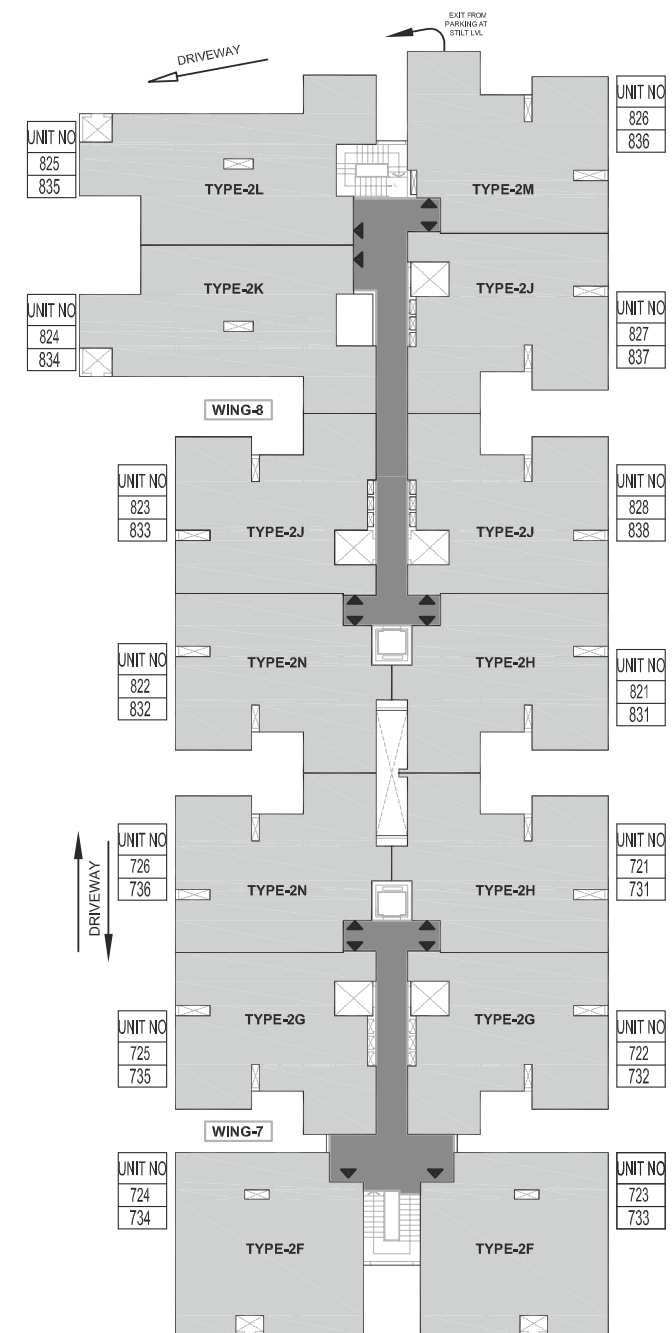 EXIT FROM
PARKING AT
STILT LVL
DRIVEWAY
UNIT NO
826
836
UNIT NO
825
835
TYPE-2L
TYPE-2M
TYPE-2K
TYPE-2J
UNIT NO
824
834
UNIT NO
827
837
WING-8
UNIT NO
823
833
TYPE-2J
TYPE-2J
UNIT NO
828
838
UNIT NO
822
832
TYPE-2N
TYPE-2H
UNIT NO
821
831
DRIVEWAY
UNIT NO
726
736
TYPE-2N
TYPE-2H
UNIT NO
721
731
UNIT NO
725
735
TYPE-2G
TYPE-2G
UNIT NO
722
732
WING-7
UNIT NO
724
734
TYPE-2F
TYPE-2F
UNIT NO
723
733